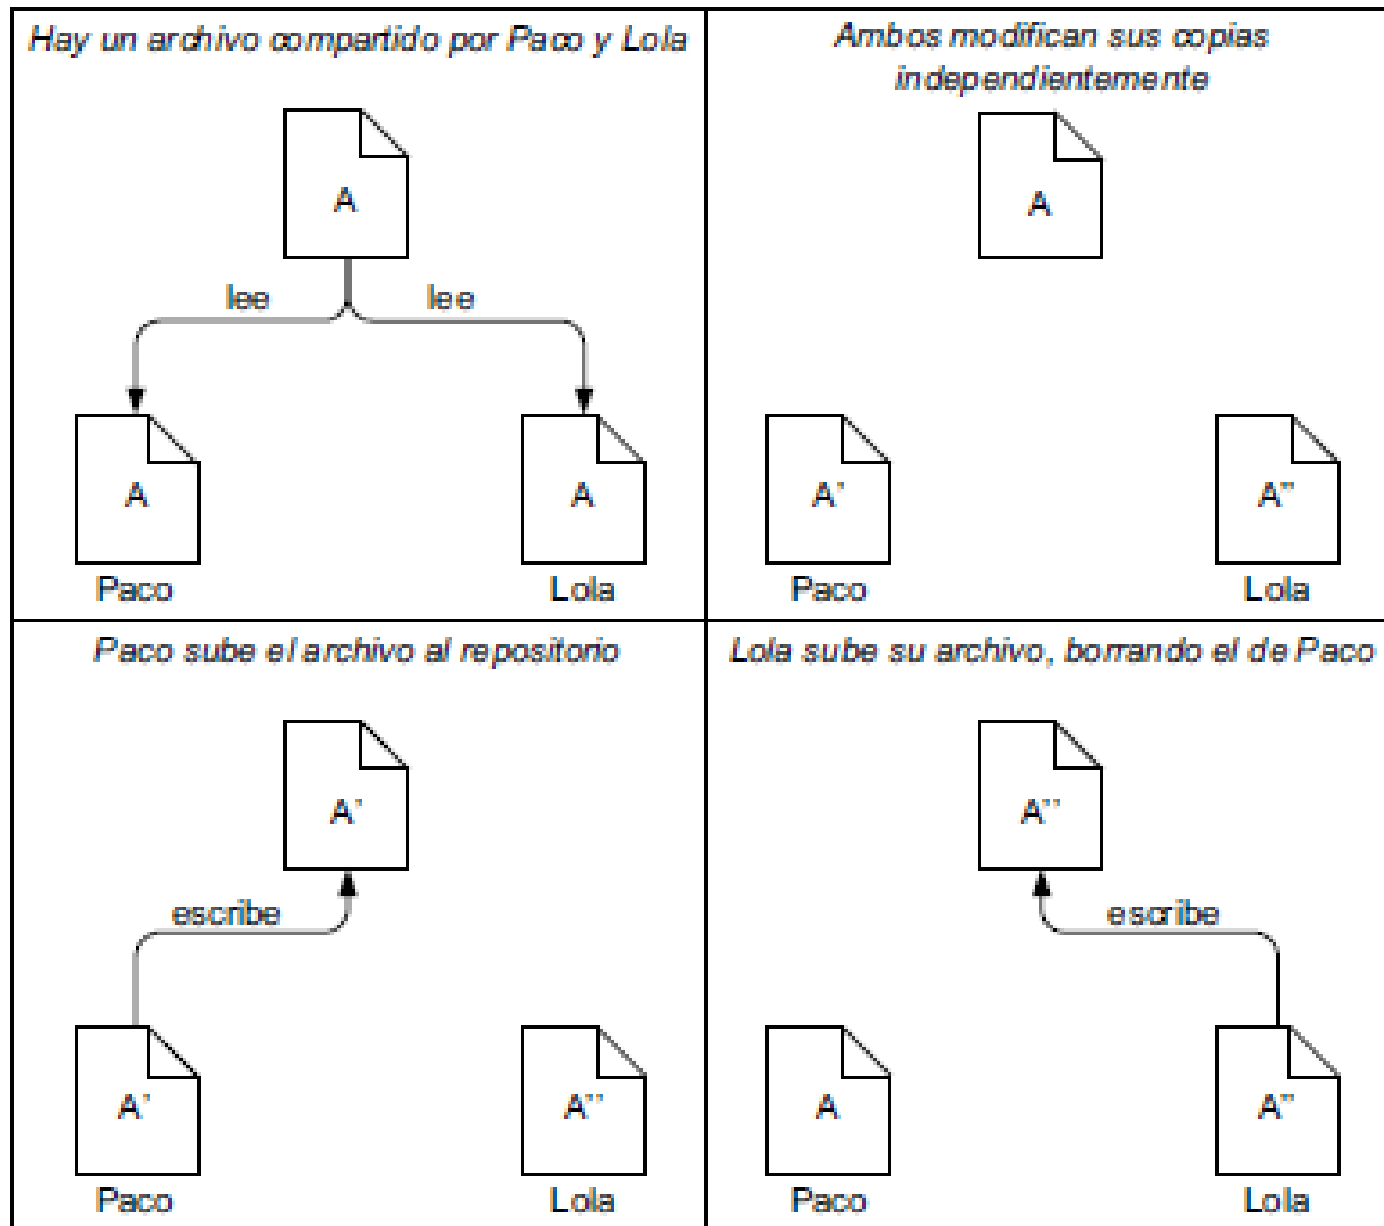 Hay un archivo compartido por Paco y Lola
A
lee lee
A A
Paco Lola
Ambos modifican sus copias
independientemente
A
A' A''
Paco Lola
Paco sube el archivo al repositorio
A'
escribe
A' A''
Paco Lola
Lola sube su archivo, borrando el de Paco
A''
escribe
A A''
Paco Lola